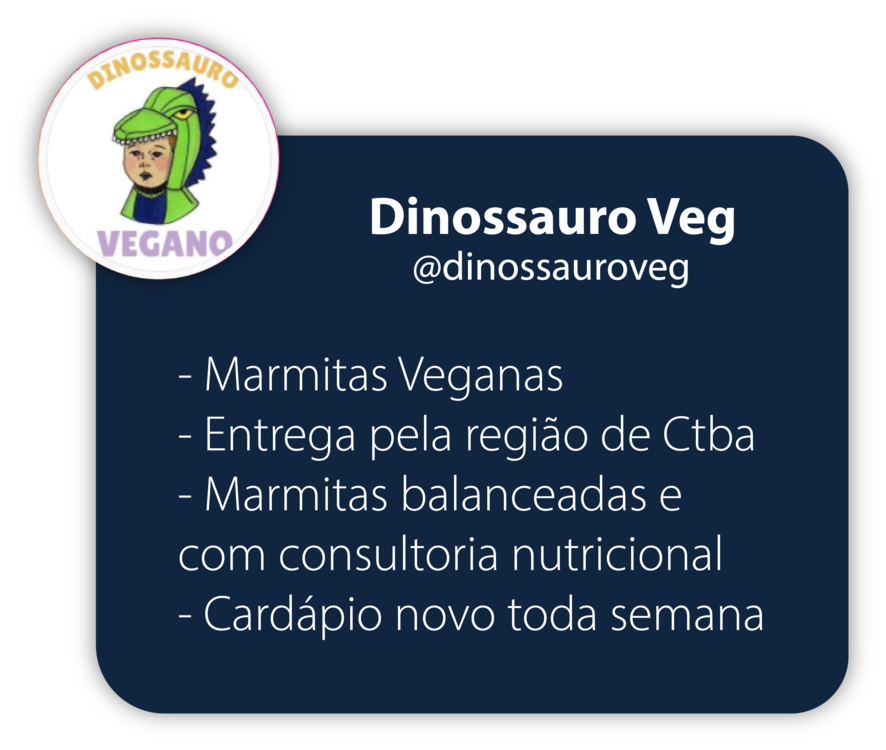 DINOSSAURO
VEGANO
Dinossauro Veg
@dinossauroveg
- Marmitas Veganas
- Entrega pela região de Ctba
- Marmitas balanceadas e
com consultoria nutricional
- Cardápio novo toda semana